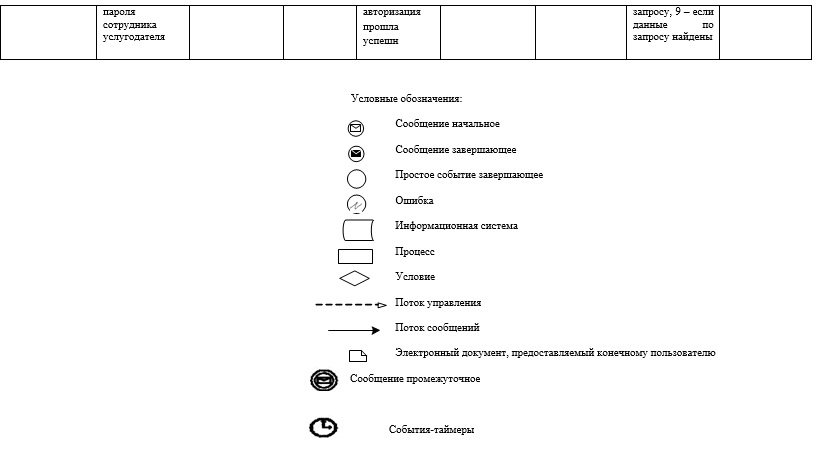 пароля
сотрудника
услугодателя
авторизация
прошла
успешн
запросу, 9 – если
данные по
запросу найдены
Условные обозначения:
Сообщение начальное
Сообщение завершающее
Простое событие завершающее
Ошибка
Информационная система
Процесс
Условие
Поток управления
Поток сообщений
Электронный документ, предоставляемый конечному пользователю
Сообщение промежуточное
События-таймеры